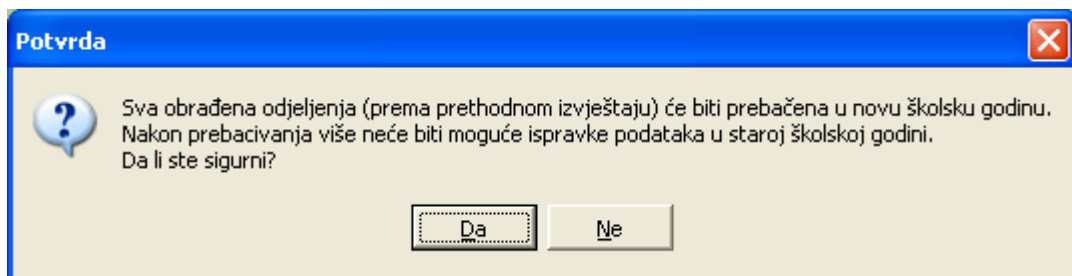 Potvrda
Sva obrađena odjeljenja (prema prethodnom izvještaju) će biti prebačena u novu školsku godinu.
Nakon prebacivanja više neće biti moguće ispravke podataka u staroj školskoj godini.
Da li ste sigurni?
Da Ne